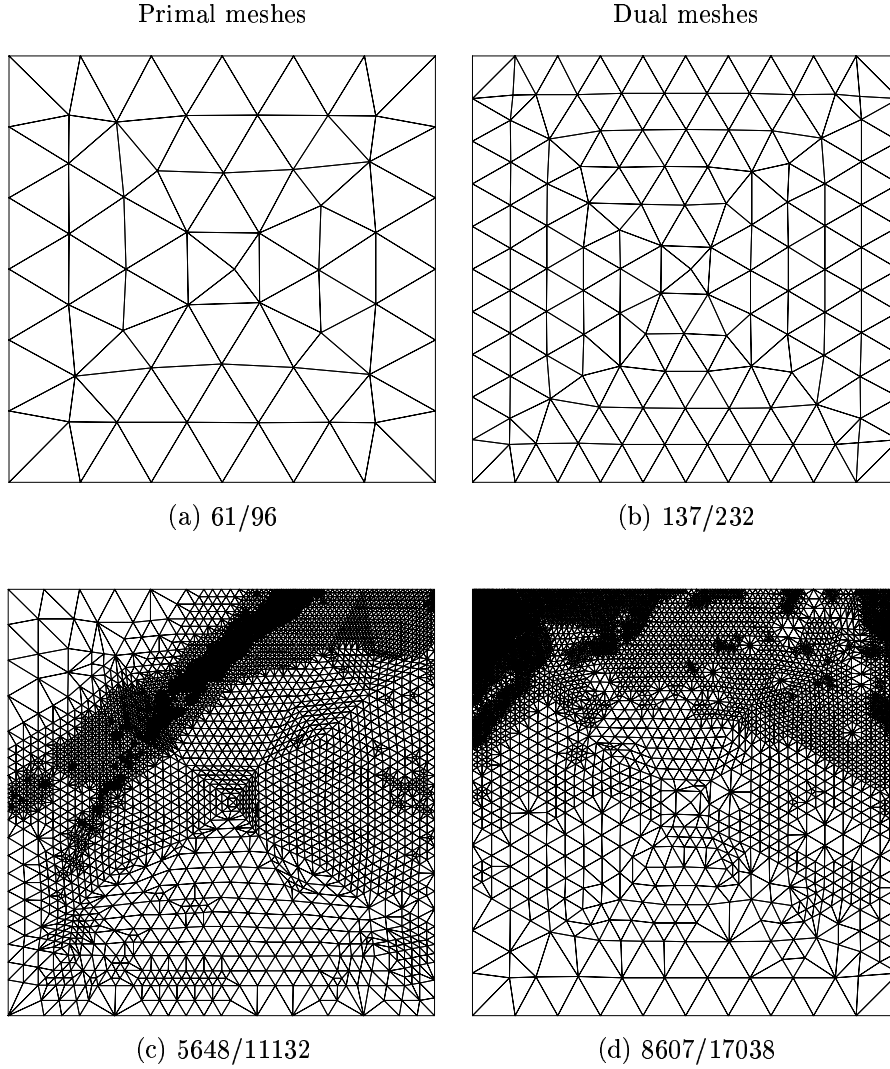 Primal meshes
Dual meshes
(a) 61/96
(b) 137/232
(c) 5648/11132
(d) 8607/17038